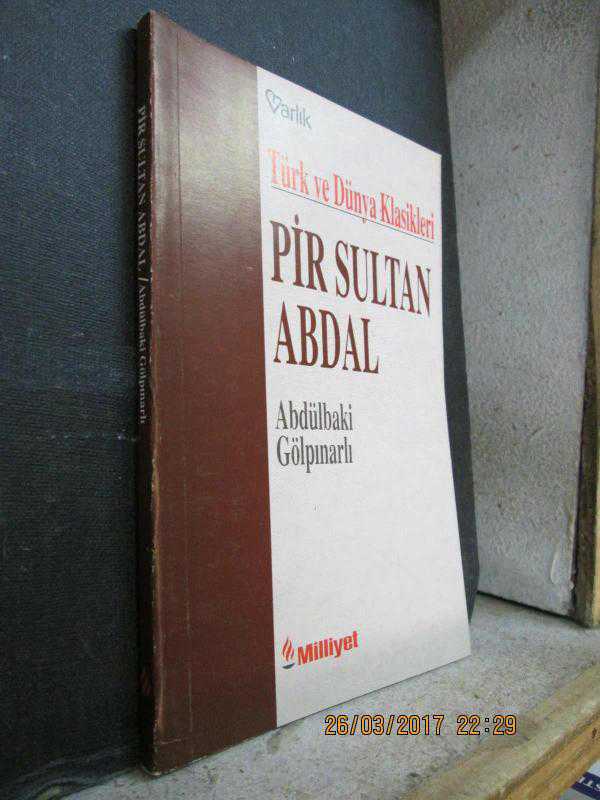 Varlık
Türk ve Dünya Klasikleri
PİR SULTAN
ABDAL
Abdülbaki
Gölpınarlı
Milliyet
PİR SULTAN ABDAL / Abdülbaki Gölpınarlı
26/03/2017 22:29